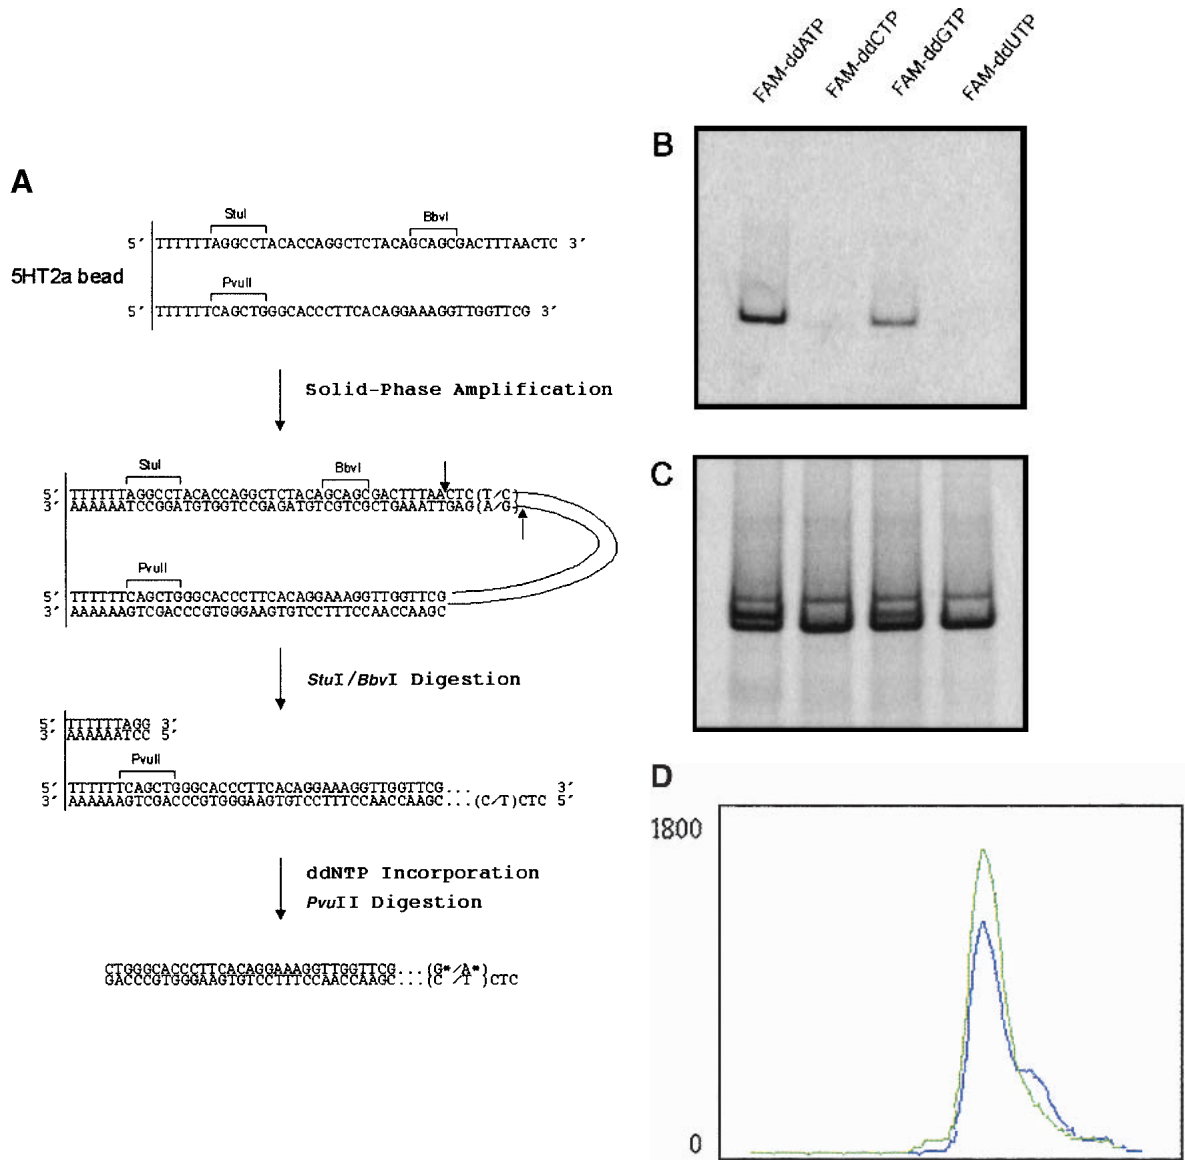 A
StuI BbvI
5′ TTTTTTAGGCCTACACCAGGCTCTACAGCAGCGACTTTAACTC 3′
5HT2a bead
PvuII
5′ TTTTTTCAGCTGGGCACCCTTCACAGGAAAGGTTGGTTCG 3′
Solid-Phase Amplification
StuI BbvI
5′ TTTTTTAGGCCTACACCAGGCTCTACAGCAGCGACTTTAACTC(T/C)
3′ AAAAAATCCGGATGTGGTCCGAGATGTCGTCGCTGAAATTGAG(A/G)
PvuII
5′ TTTTTTCAGCTGGGCACCCTTCACAGGAAAGGTTGGTTCG
3′ AAAAAAGTCGACCCGTGGGAAGTGTCCTTTCCAACCAAGC
StuI/BbvI Digestion
5′ TTTTTTAGG 3′
3′ AAAAAATCC 5′
PvuII
5′ TTTTTTCAGCTGGGCACCCTTCACAGGAAAGGTTGGTTCG... 3′
3′ AAAAAAGTCGACCCGTGGGAAGTGTCCTTTCCAACCAAGC...(C/T)CTC 5′
ddNTP Incorporation
PvuII Digestion
CTGGGCACCCTTCACAGGAAAGGTTGGTTCG...(G*/A*)
GACCCGTGGGAAGTGTCCTTTCCAACCAAGC...(C /T )CTC
FAM-ddATP
FAM-ddCTP
FAM-ddGTP
FAM-ddUTP
B
C
D
1800
0